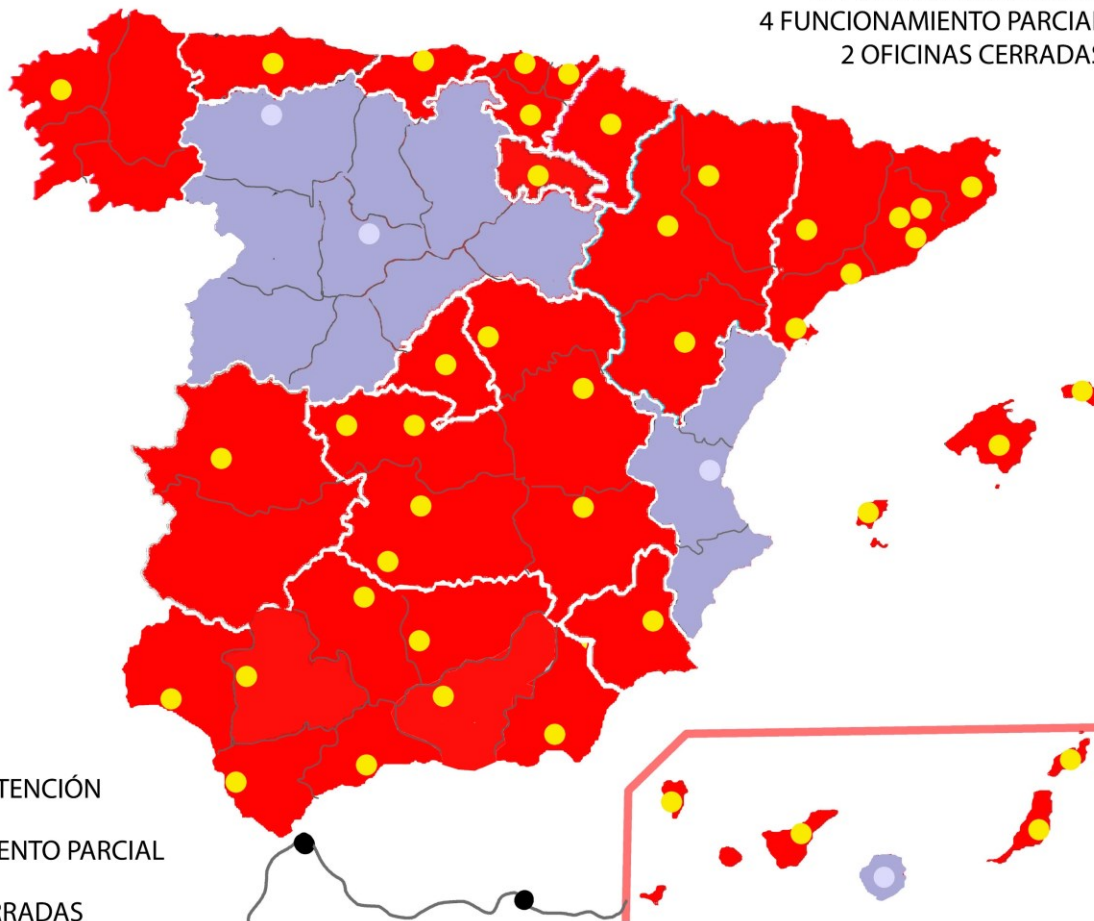 4 FUNCIONAMIENTO PARCIAL
2 OFICINAS CERRADAS
TENCIÓN
ENTO PARCIAL
RRADAS